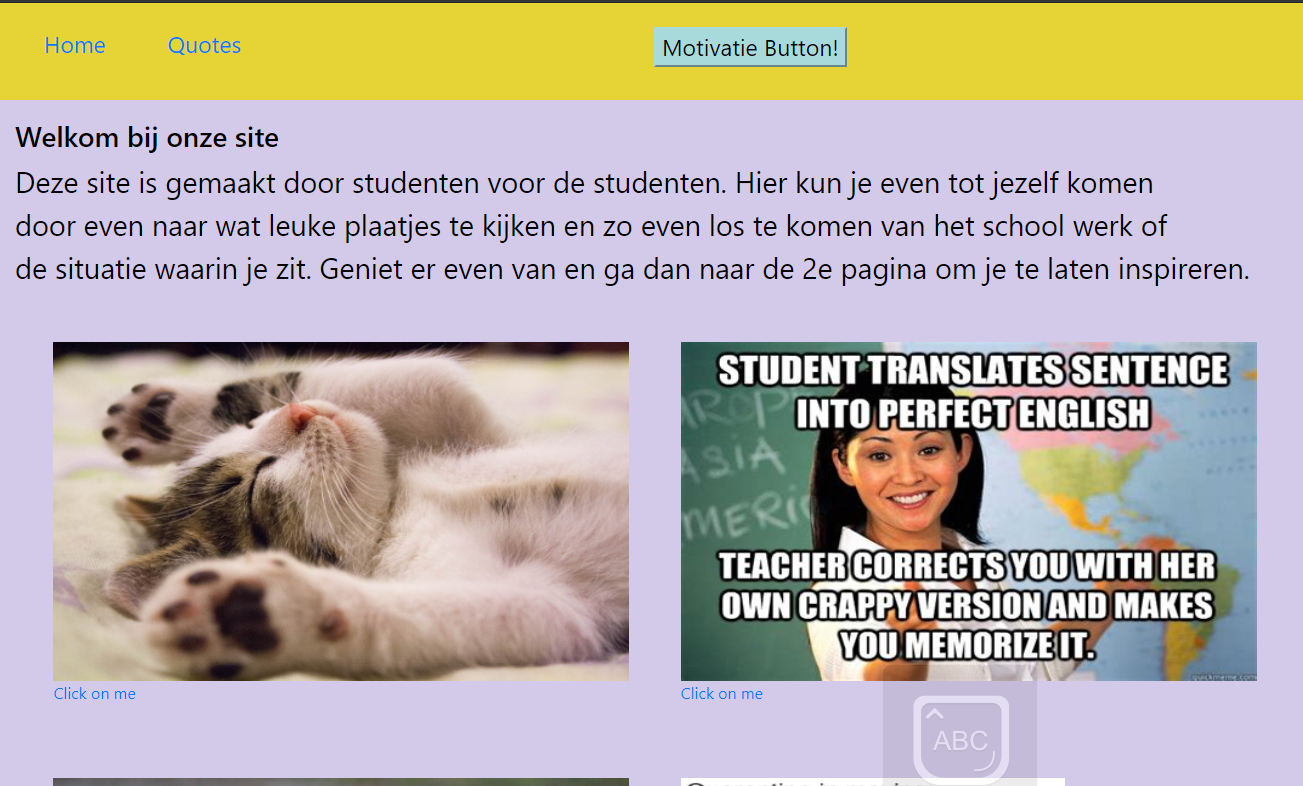 Home Quotes Motivatie Button!
Welkom bij onze site
Deze site is gemaakt door studenten voor de studenten. Hier kun je even tot jezelf komen
door even naar wat leuke plaatjes te kijken en zo even los te komen van het school werk of
de situatie waarin je zit. Geniet er even van en ga dan naar de 2e pagina om je te laten inspireren.
STUDENT TRANSLATES SENTENCE
INTO PERFECT ENGLISH
ASIA
TEACHER CORRECTS YOU WITH HER
OWN CRAPPY VERSION AND MAKES
YOU MEMORIZE IT.
quickmeme.com
Click on me
Click on me
ABC